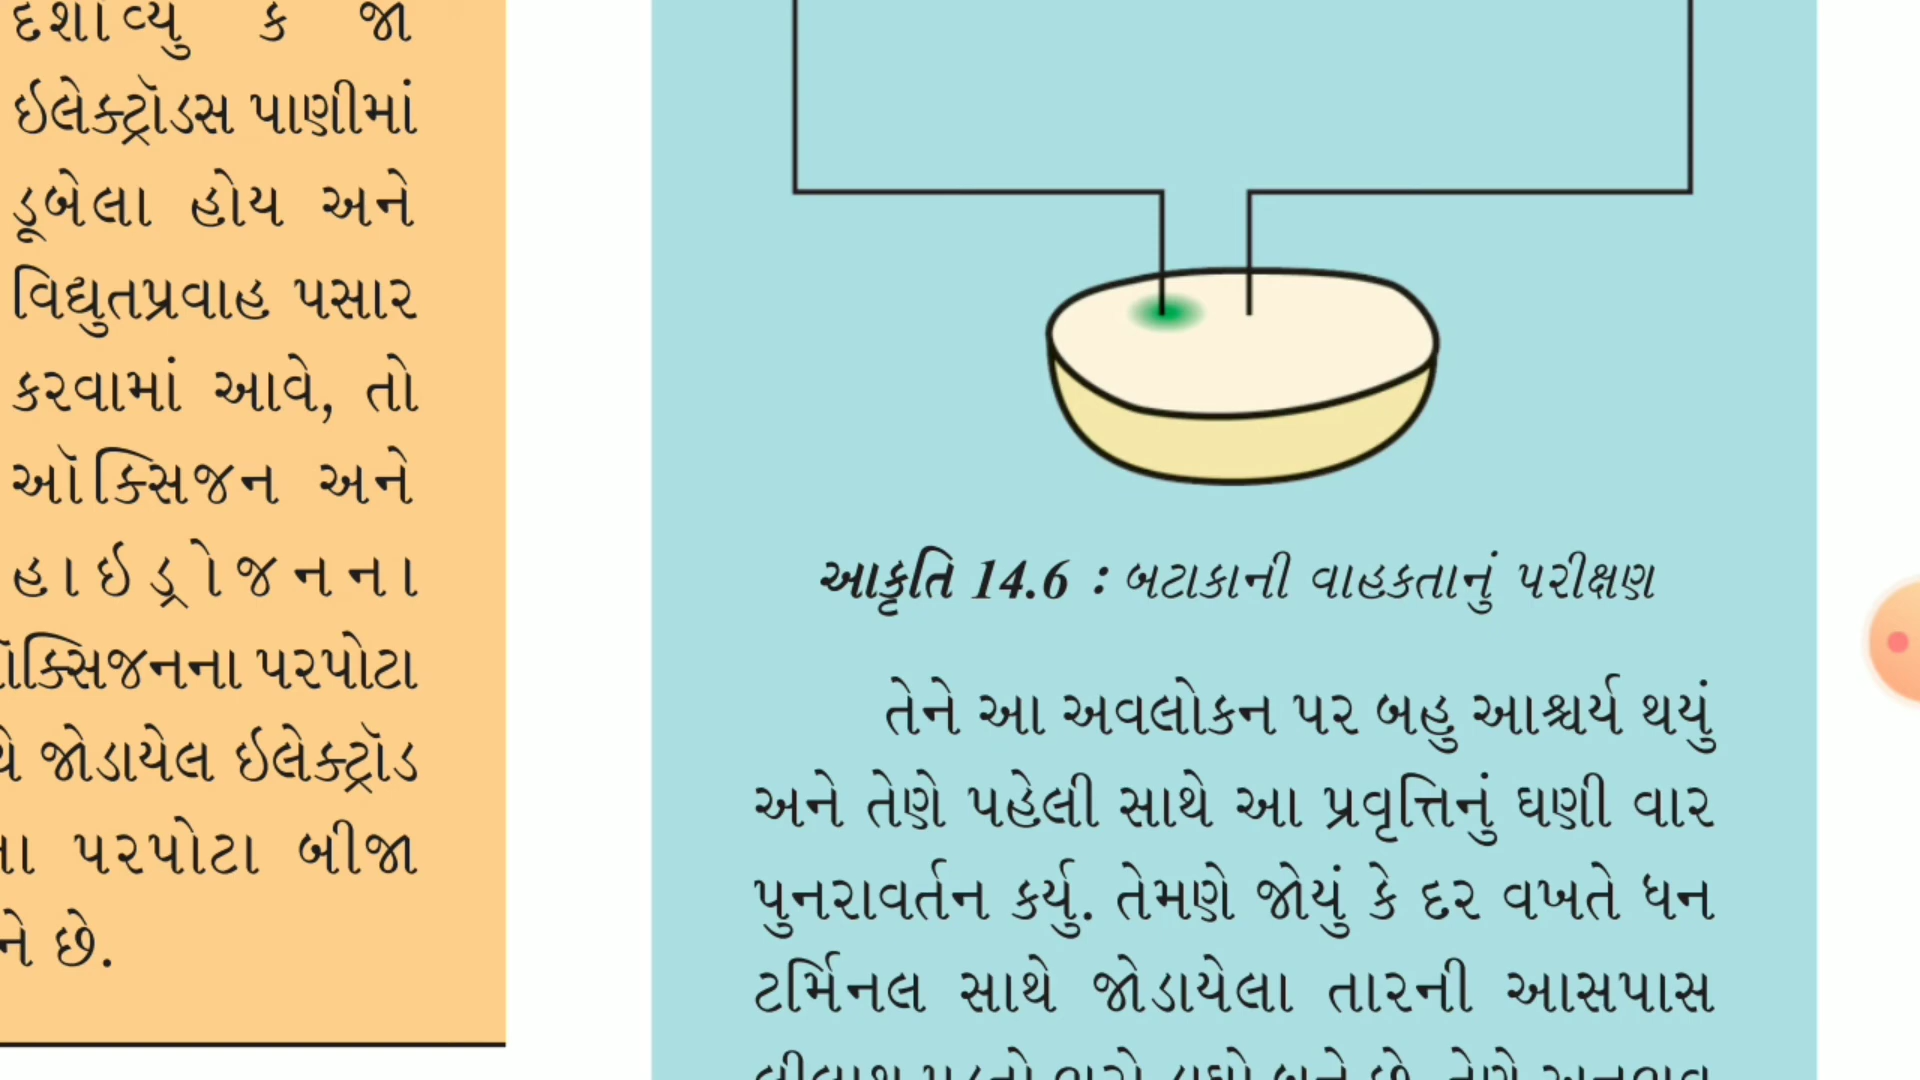 દર્શાવ્યું કે જો
ઇલેક્ટ્રૉડસ પાણીમાં
ડૂબેલા હોય અને
વિદ્યુતપ્રવાહ પસાર
કરવામાં આવે, તો
ઑક્સિજન અને
હાઇડ્રોજનના
ઑક્સિજનના પરપોટા
જોડાયેલ ઇલેક્ટ્રૉડ
પરપોટા બીજા
છે.
આકૃતિ 14.6 : બટાકાની વાહકતાનું પરીક્ષણ
તેને આ અવલોકન પર બહુ આશ્ચર્ય થયું
અને તેણે પહેલી સાથે આ પ્રવૃત્તિનું ઘણી વાર
પુનરાવર્તન કર્યુ. તેમણે જોયું કે દર વખતે ધન
ટર્મિનલ સાથે જોડાયેલા તારની આસપાસ